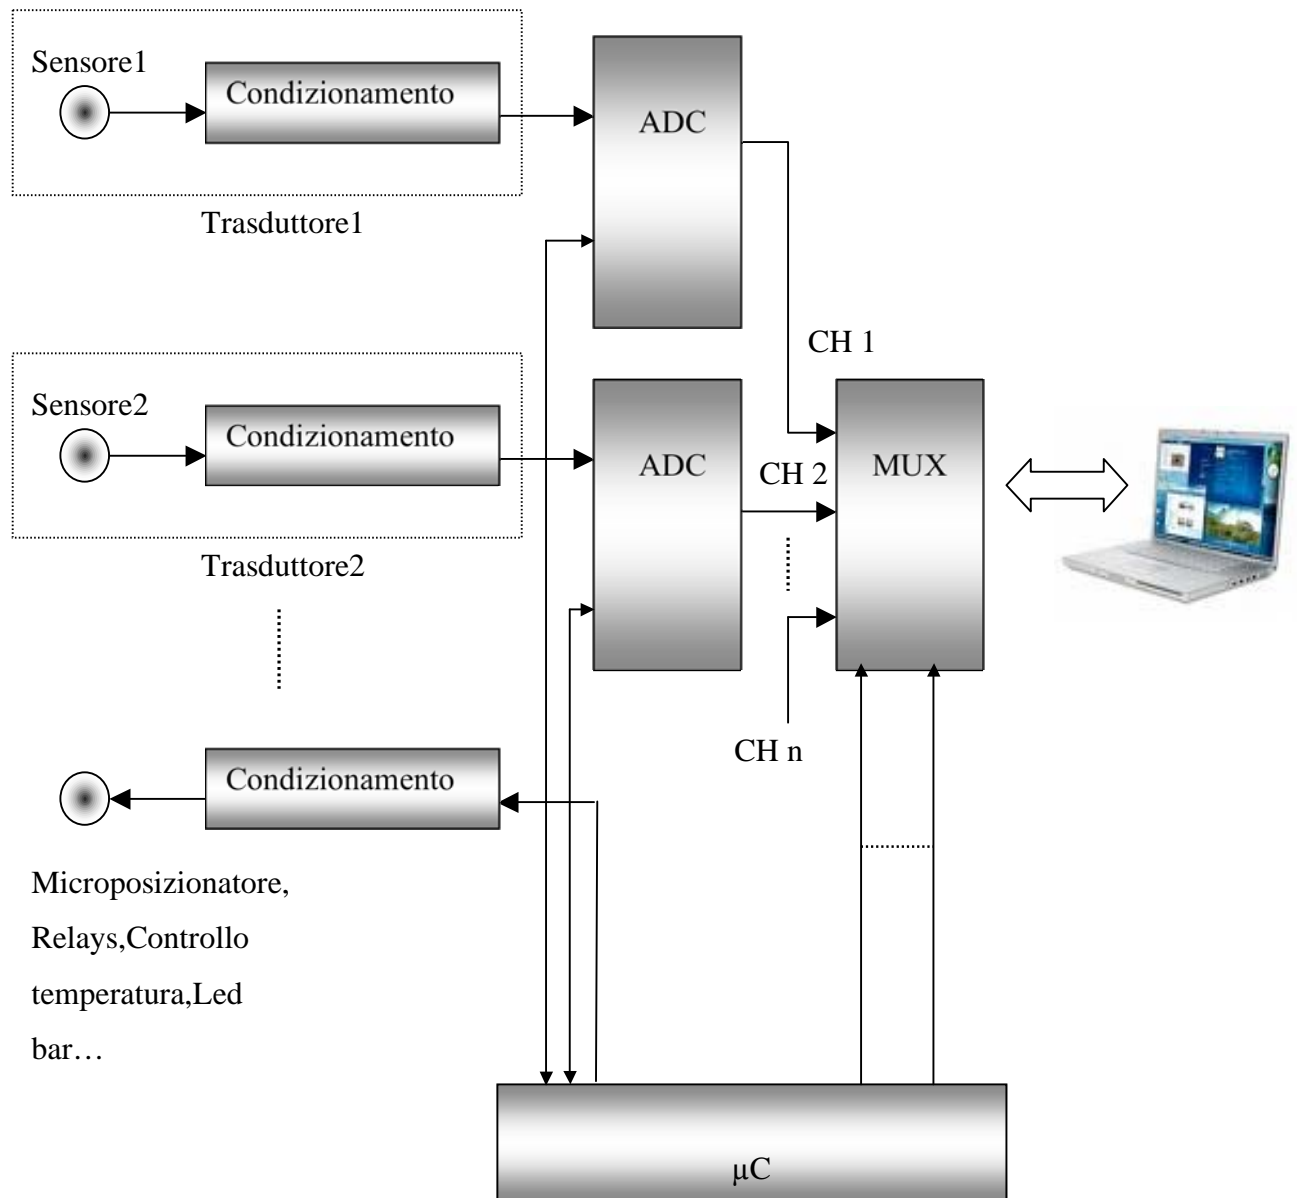 Sensore1
Condizionamento
ADC
Trasduttore1
CH 1
Sensore2
Condizionamento
ADC
CH 2
MUX
Trasduttore2
CH n
Condizionamento
Microposizionatore,
Relays,Controllo
temperatura,Led
bar…
µC